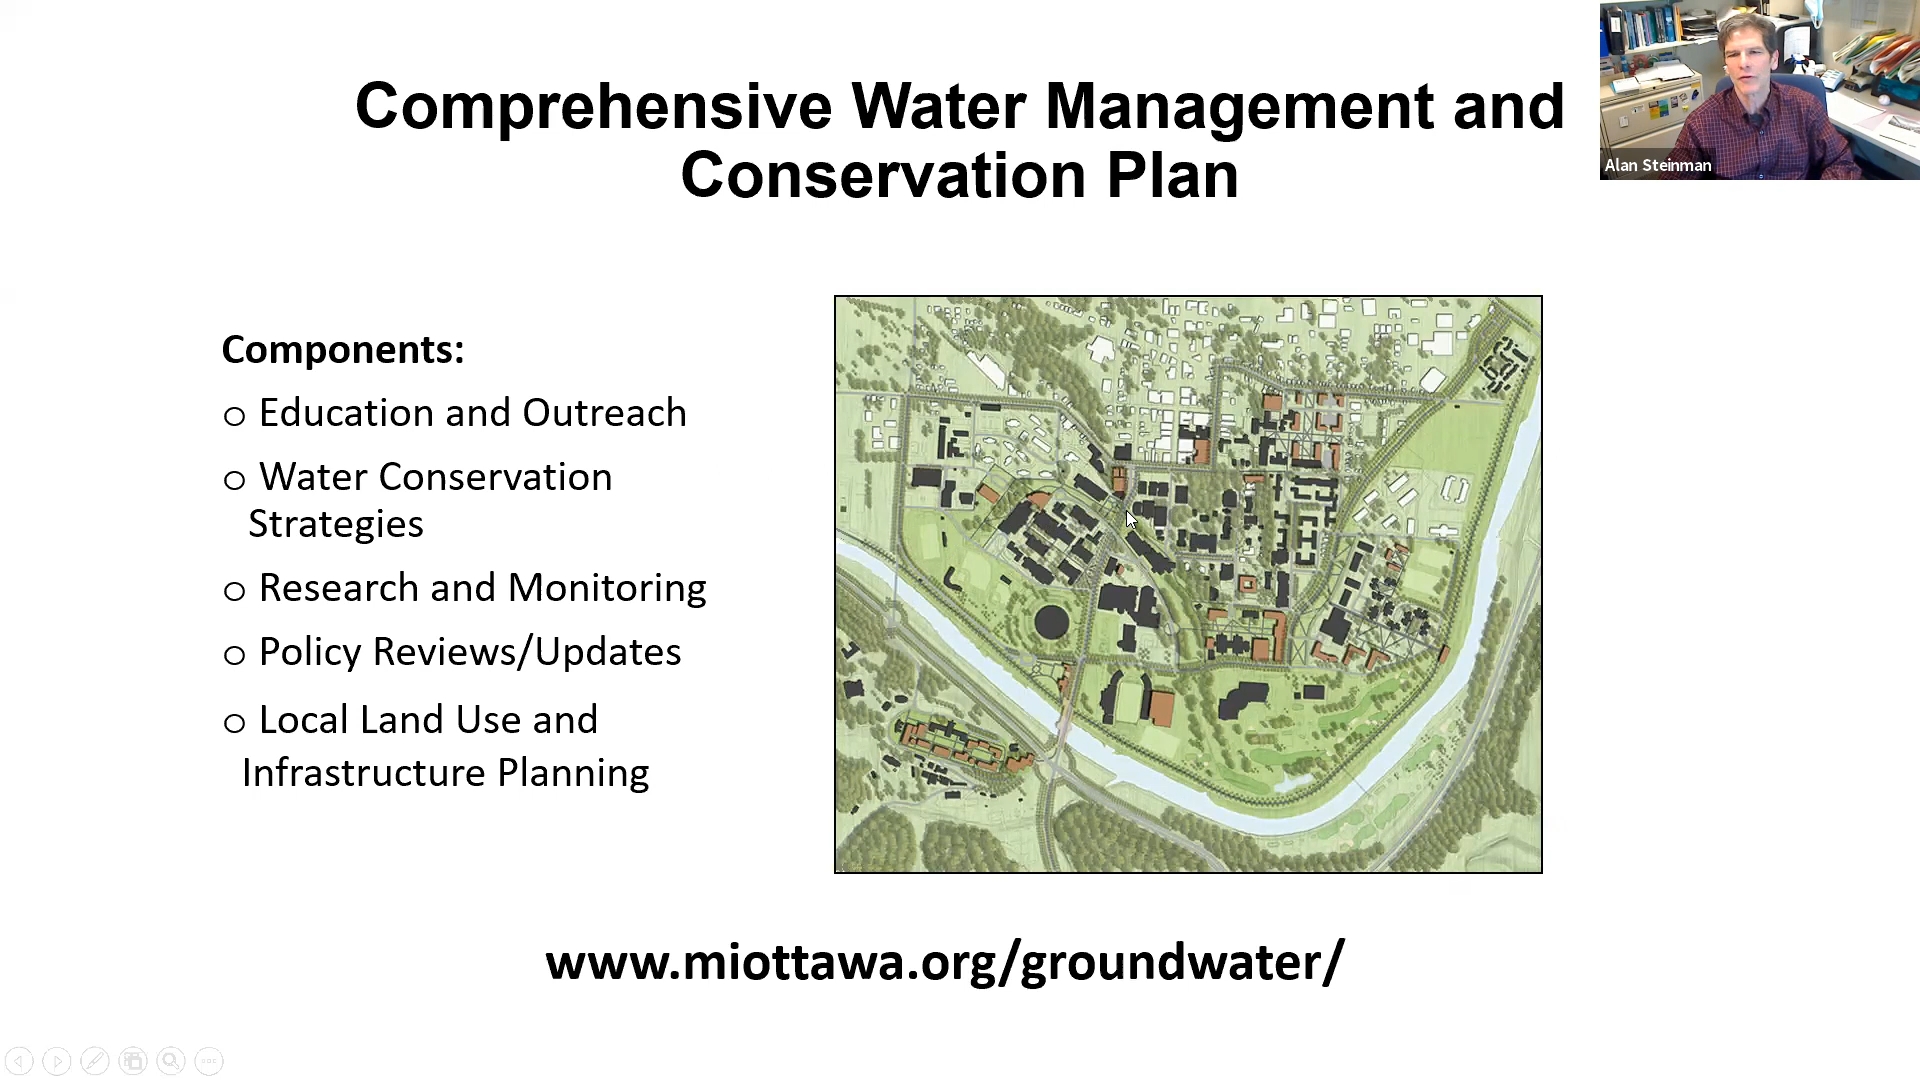 Comprehensive Water Management and
Conservation Plan
Alan Steinman
Components:
o Education and Outreach
o Water Conservation
Strategies
o Research and Monitoring
o Policy Reviews/Updates
o Local Land Use and
Infrastructure Planning
www.miottawa.org/groundwater/